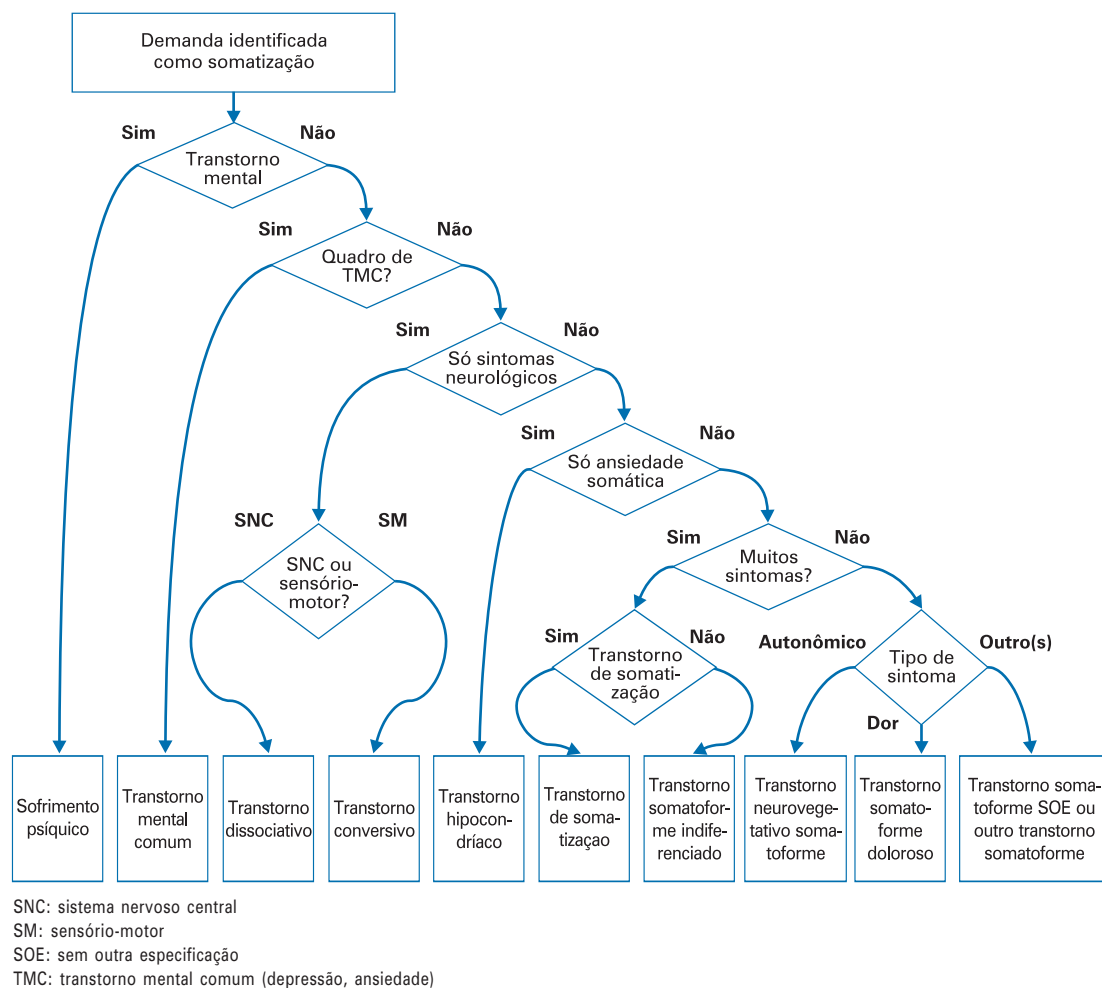 Demanda identificada
como somatização
Sim
Não
Transtorno
mental
Sim
Não
Quadro de
TMC?
Sim
Não
Só sintomas
neurológicos
Sim
Não
Só ansiedade
somática
SNC
SM
Sim
Não
SNC ou
sensório-
motor?
Muitos
sintomas?
Sim
Não
Transtorno
de somati-
zação
Autonômico
Outro(s)
Tipo de
sintoma
Dor
Sofrimento
psíquico
Transtorno
mental
comum
Transtorno
dissociativo
Transtorno
conversivo
Transtorno
hipocon-
dríaco
Transtorno
de soma-
tizaçao
Transtorno
somatofor-
me indife-
renciado
Transtorno
neurovege-
tativo soma-
toforme
Transtorno
somato-
forme
doloroso
Transtorno soma-
toforme SOE ou
outro transtorno
somatoforme
SNC: sistema nervoso central
SM: sensório-motor
SOE: sem outra especificação
TMC: transtorno mental comum (depressão, ansiedade)